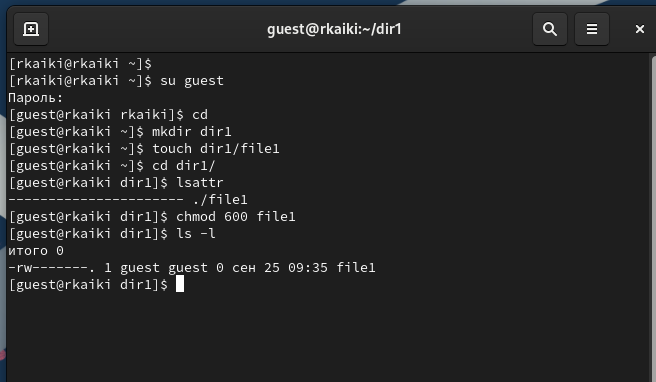 guest@rkaiki:~/dir1
[rkaiki@rkaiki ~]$
[rkaiki@rkaiki ~]$ su guest
Пароль:
[guest@rkaiki rkaiki]$ cd
[guest@rkaiki ~]$ mkdir dir1
[guest@rkaiki ~]$ touch dir1/file1
[guest@rkaiki ~]$ cd dir1/
[guest@rkaiki dir1]$ lsattr
---------------------- ./file1
[guest@rkaiki dir1]$ chmod 600 file1
[guest@rkaiki dir1]$ ls -l
итого 0
-rw-------. 1 guest guest 0 сен 25 09:35 file1
[guest@rkaiki dir1]$